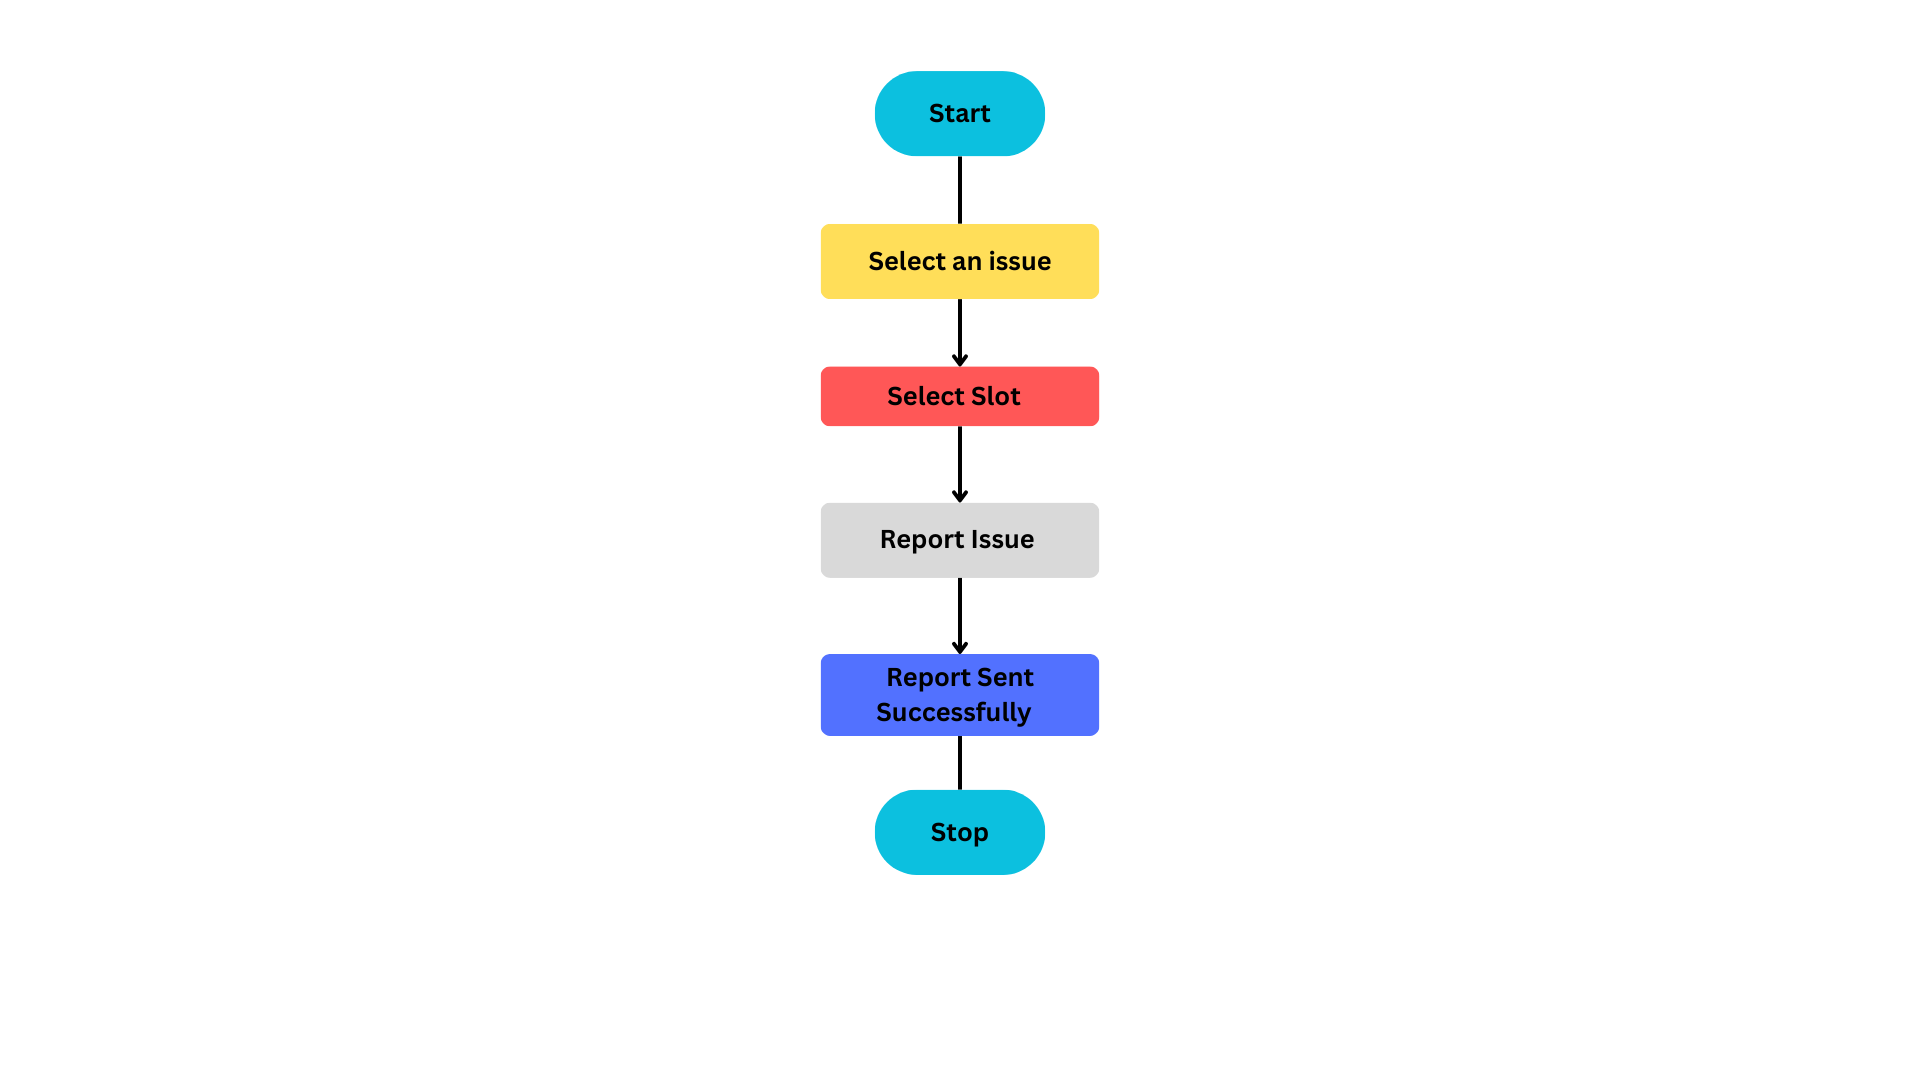 Start
Select an issue
Select Slot
Report Issue
Report Sent
Successfully
Stop